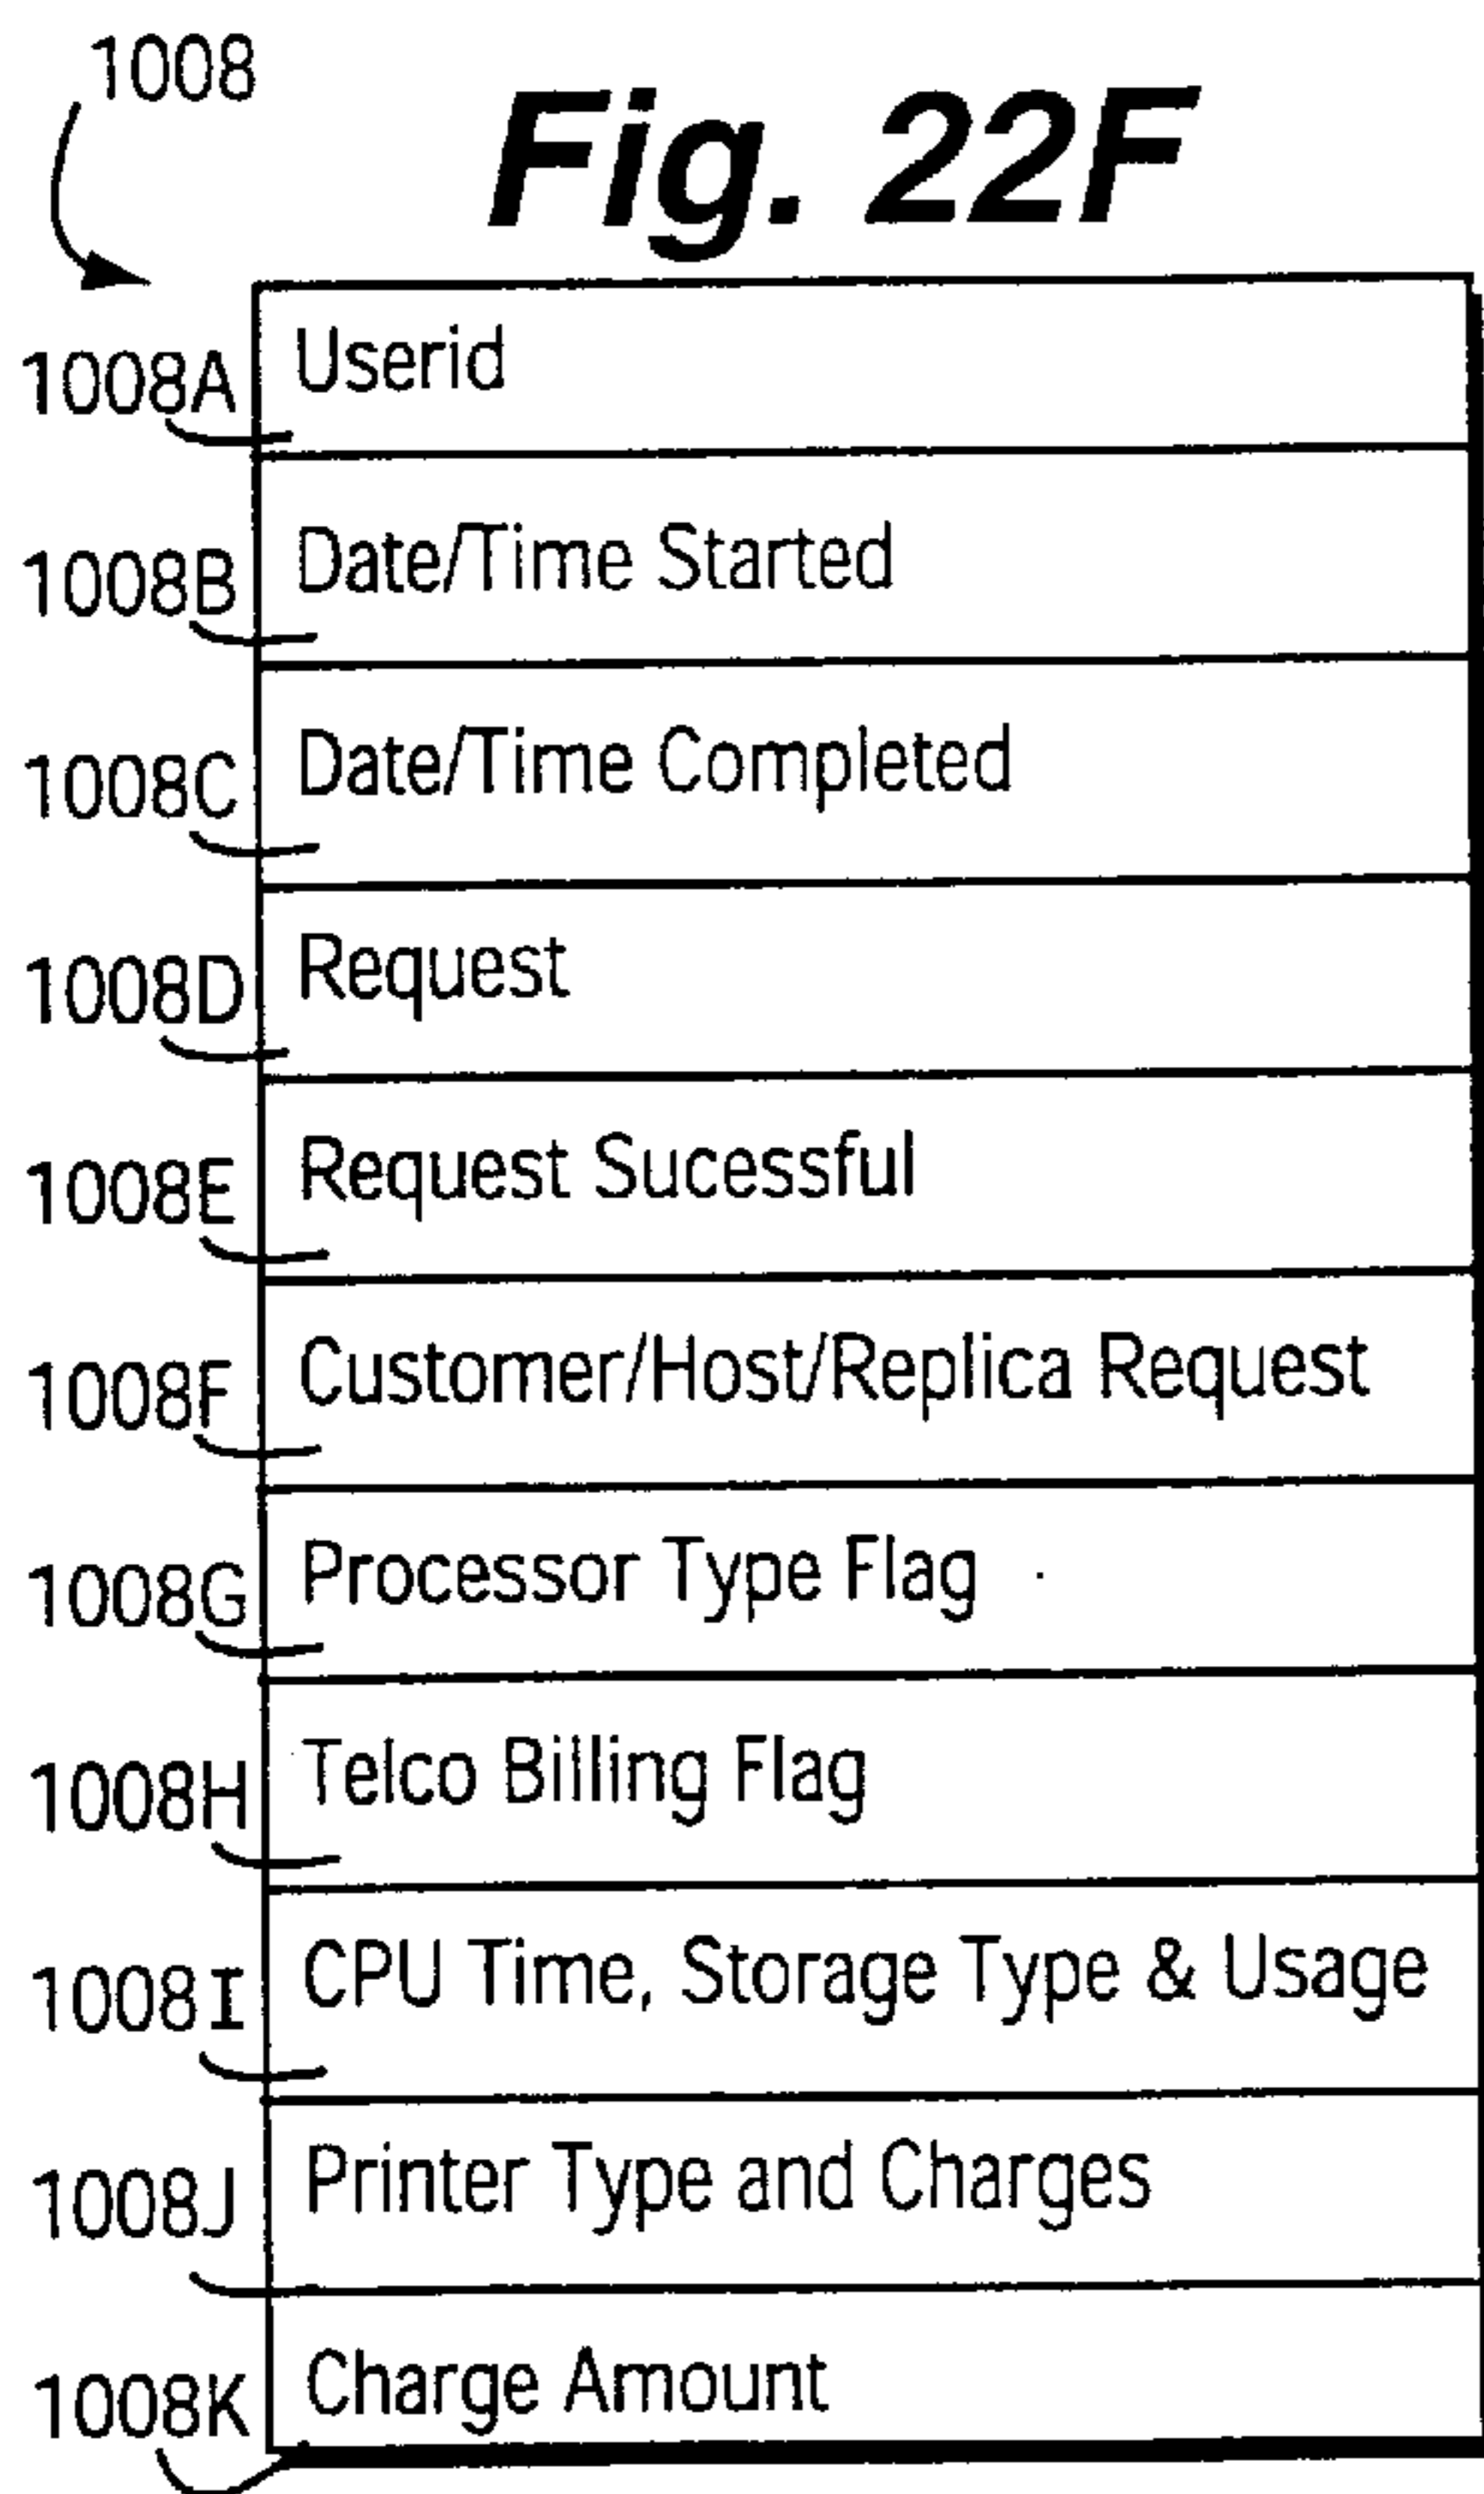 1008
Fig. 22F
1008A Userid
1008B Date/Time Started
1008C Date/Time Completed
1008D Request
1008E Request Sucessful
1008F Customer/Host/Replica Request
1008G Processor Type Flag
1008H Telco Billing Flag
1008I CPU Time, Storage Type & Usage
1008J Printer Type and Charges
1008K Charge Amount